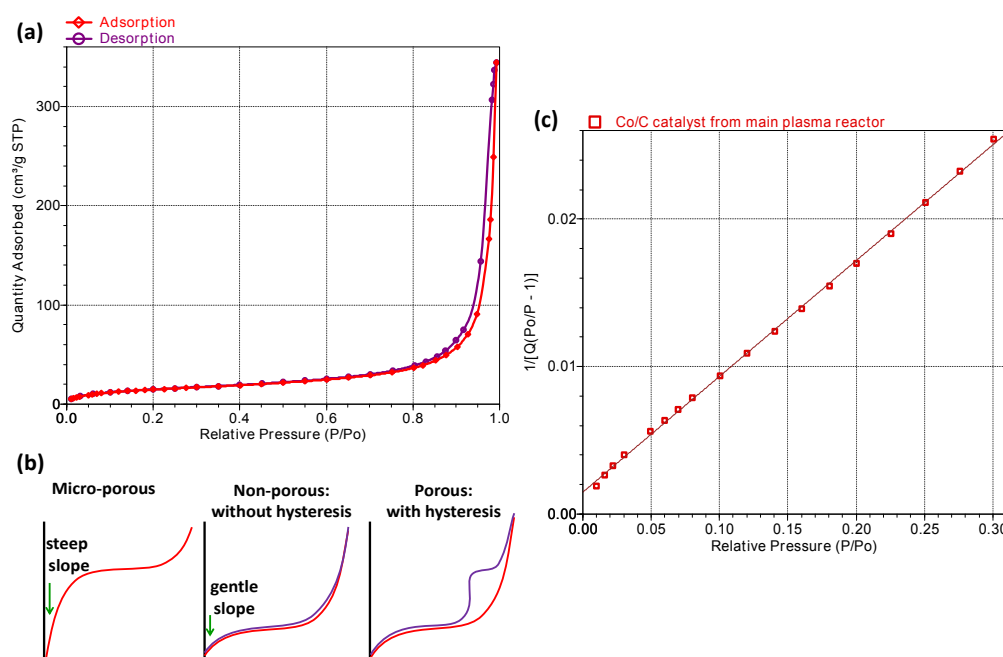 (a)
Adsorption
Desorption
Quantity Adsorbed (cm³/g STP)
300
200
100
0
0.0
0.2
0.4
0.6
0.8
1.0
Relative Pressure (P/Po)
(b)
Micro-porous
steep
slope
Non-porous:
without hysteresis
gentle
slope
Porous:
with hysteresis
(c)
Co/C catalyst from main plasma reactor
1/[Q(Po/P - 1)]
0.02
0.01
0.00
0.00
0.05
0.10
0.15
0.20
0.25
0.30
Relative Pressure (P/Po)